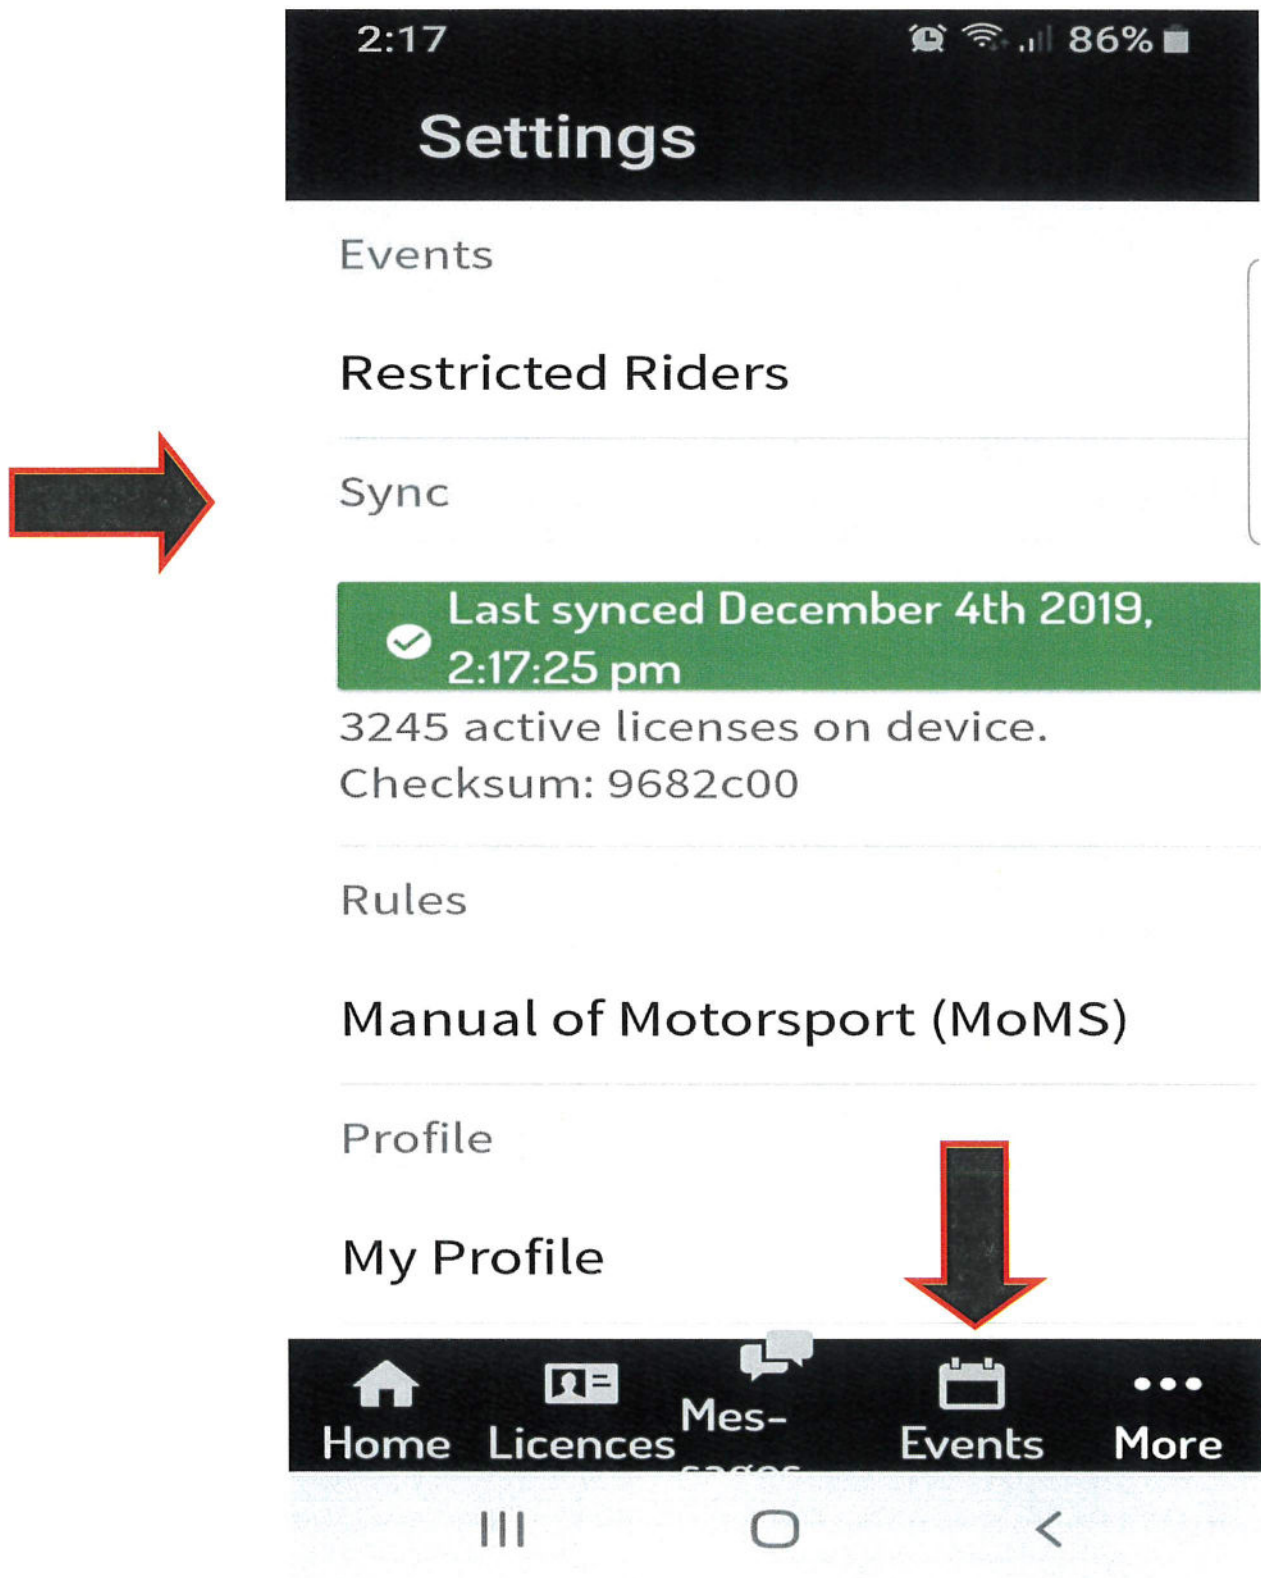 2:17 86%
Settings
Events
Restricted Riders
Sync
Last synced December 4th 2019,
2:17:25 pm
3245 active licenses on device.
Checksum: 9682c00
Rules
Manual of Motorsport (MoMS)
Profile
My Profile
Home Licences Mes-
sages Events More